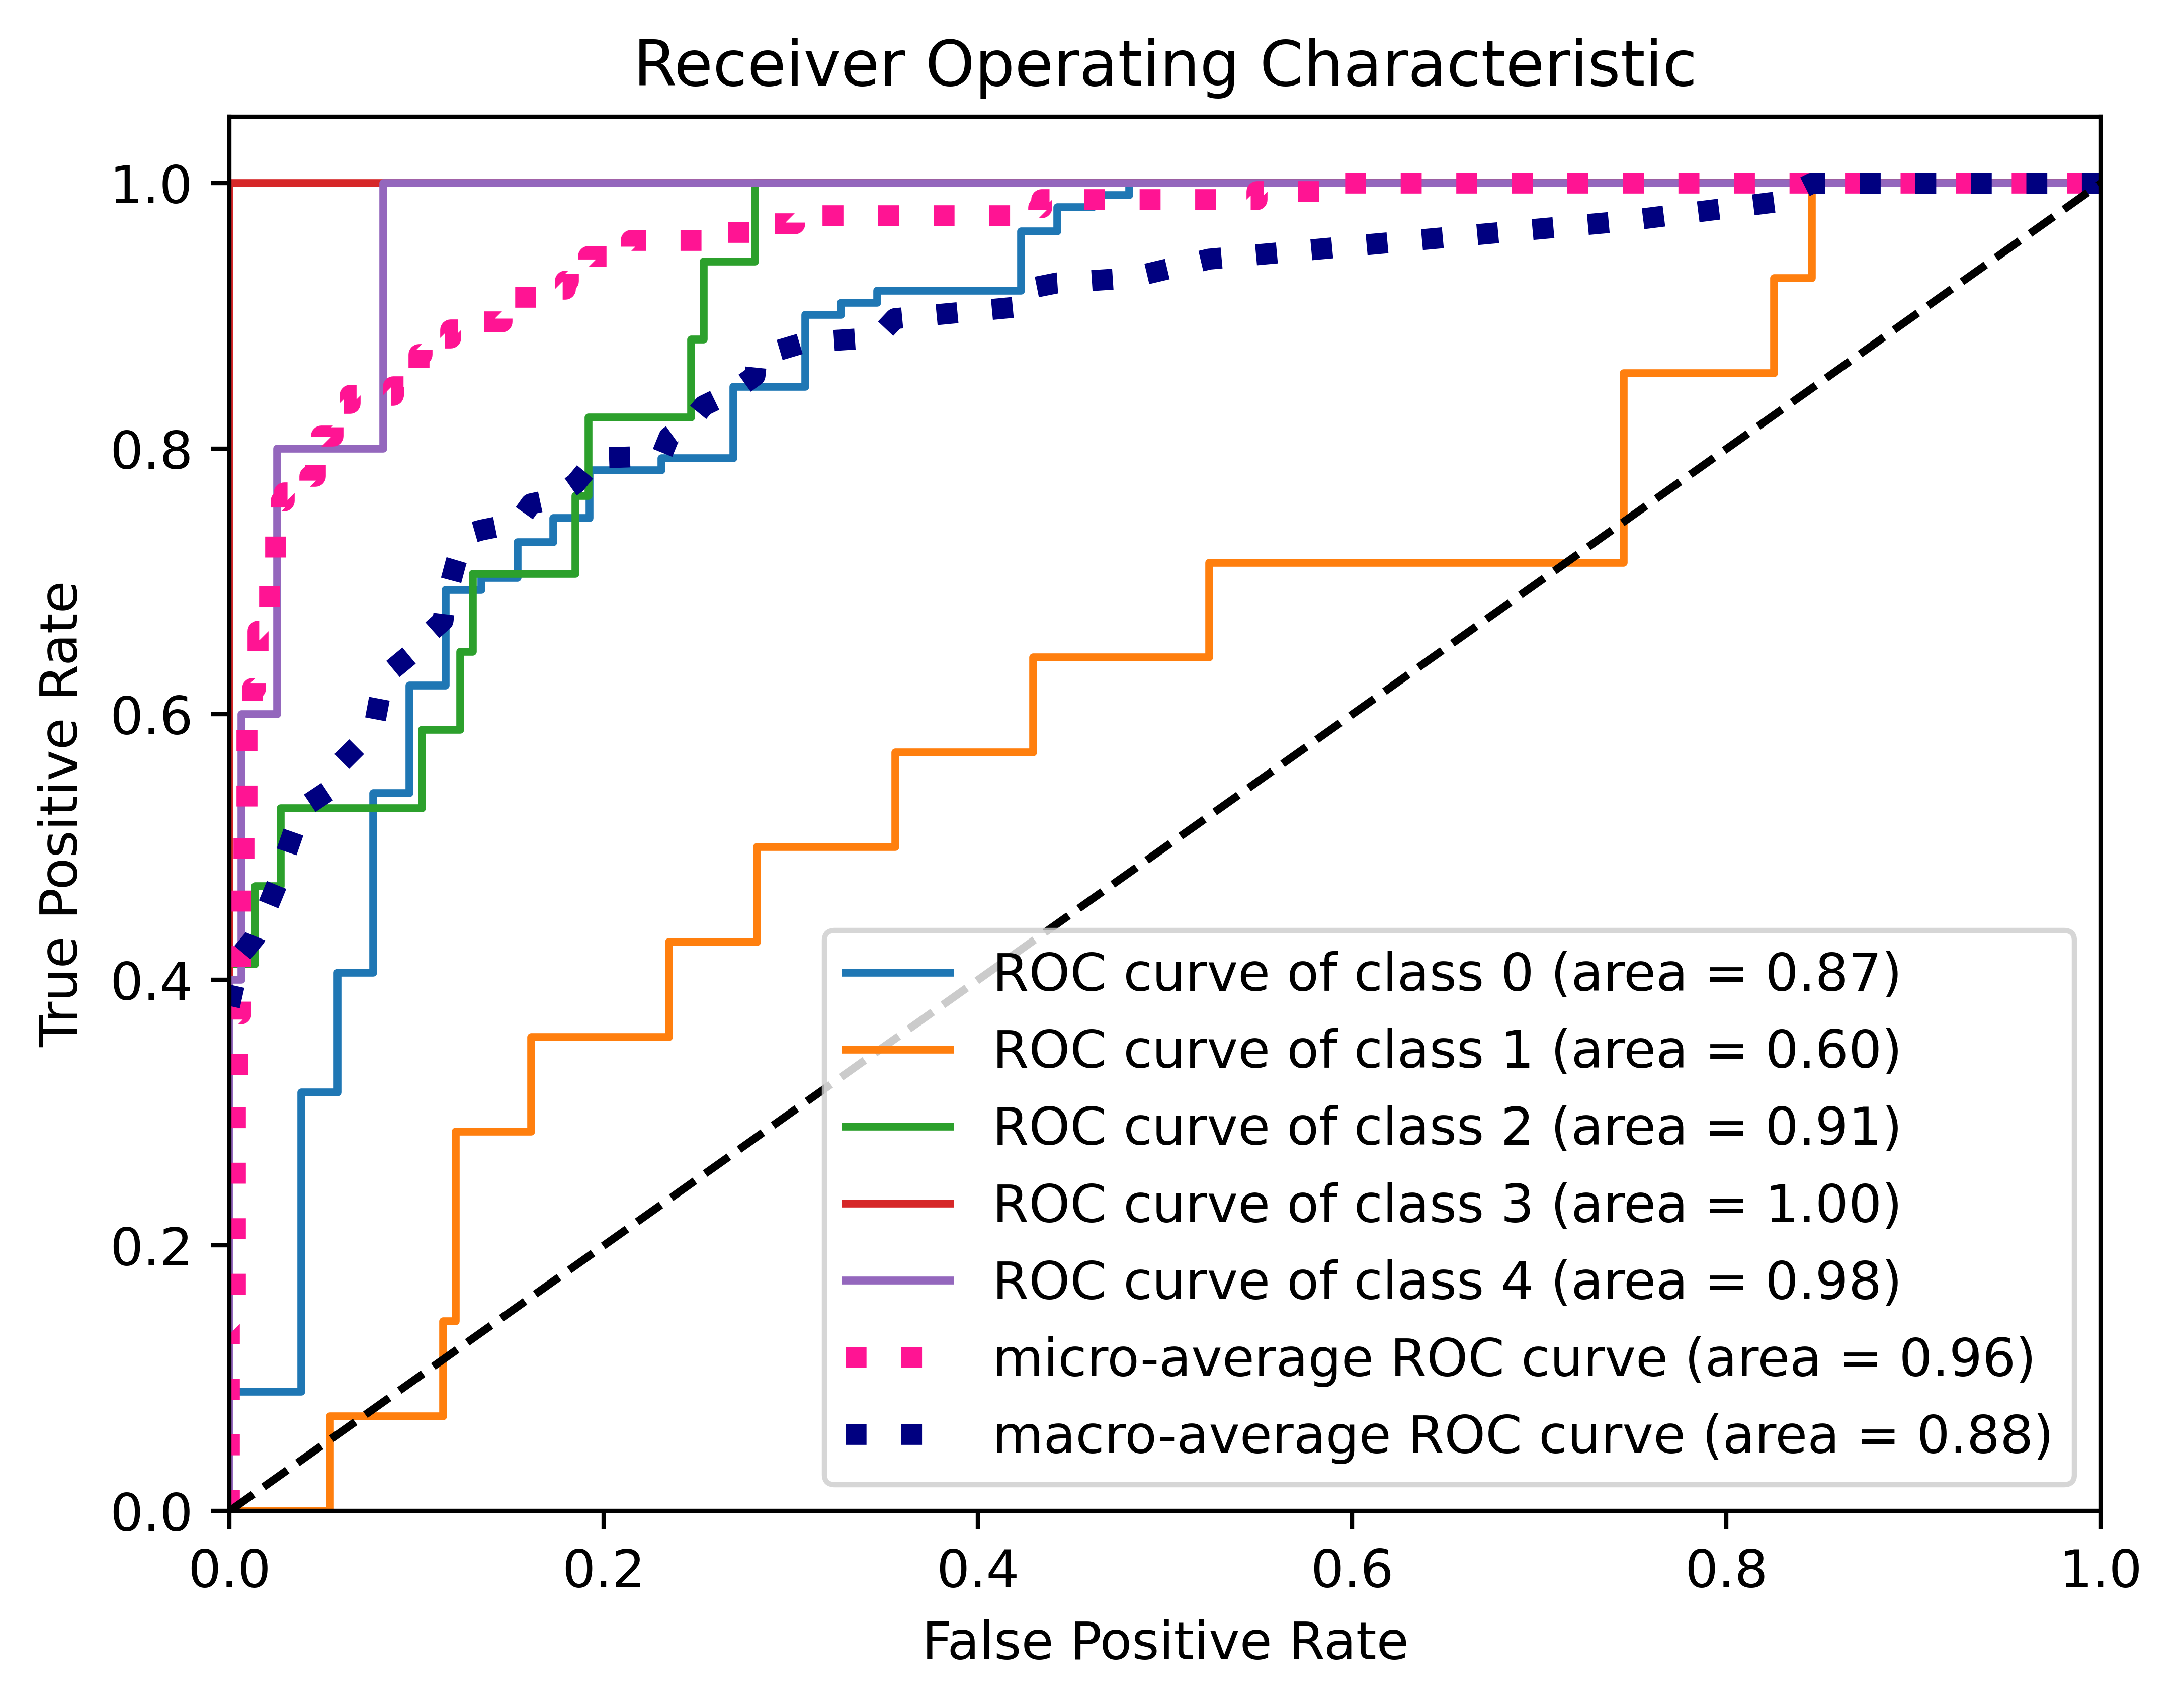 Receiver Operating Characteristic
True Positive Rate
1.0
0.8
0.6
0.4
0.2
0.0
ROC curve of class 0 (area = 0.87)
ROC curve of class 1 (area = 0.60)
ROC curve of class 2 (area = 0.91)
ROC curve of class 3 (area = 1.00)
ROC curve of class 4 (area = 0.98)
micro-average ROC curve (area = 0.96)
macro-average ROC curve (area = 0.88)
0.0 0.2 0.4 0.6 0.8 1.0
False Positive Rate